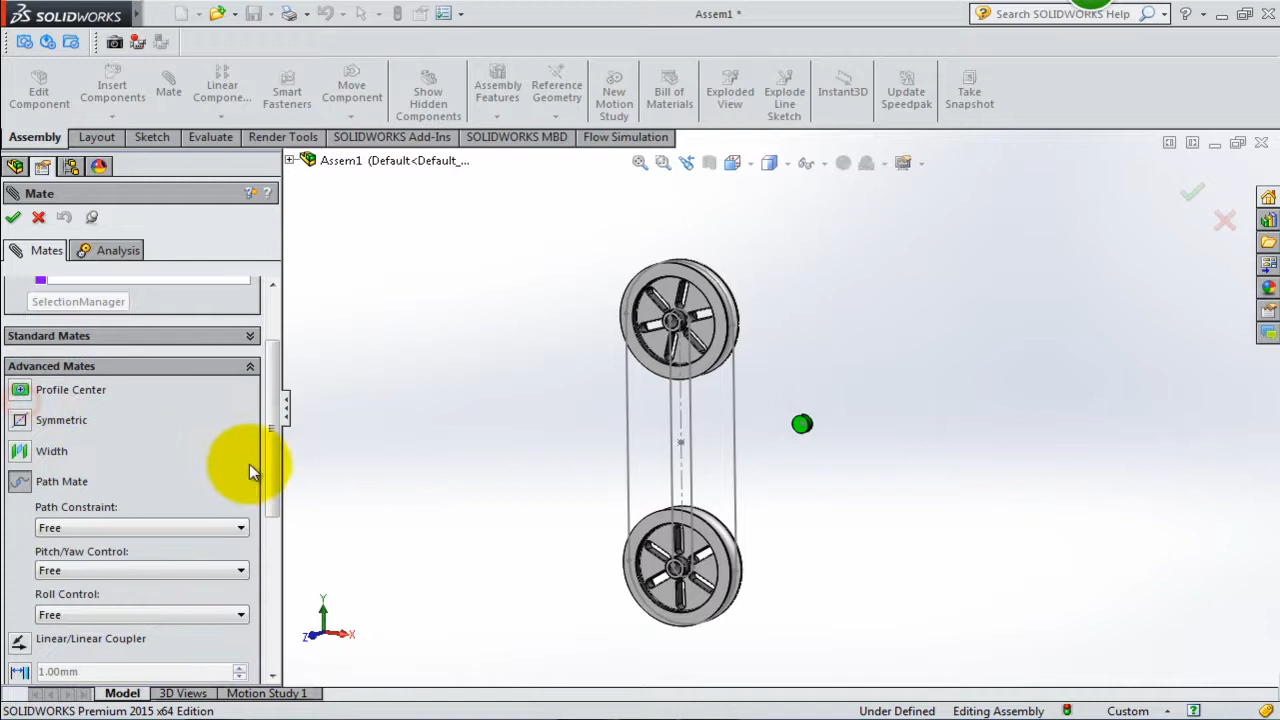 SOLIDWORKS
Assem1 *
Search SOLIDWORKS Help
?
Edit Component
Insert Components
Mate
Linear Compone...
Smart Fasteners
Move Component
Show Hidden Components
Assembly Features
Reference Geometry
New Motion Study
Bill of Materials
Exploded View
Explode Line Sketch
Instant3D
Update Speedpak
Take Snapshot
Assembly
Layout
Sketch
Evaluate
Render Tools
SOLIDWORKS Add-Ins
SOLIDWORKS MBD
Flow Simulation
Assem1 (Default<Default_...
Mate
?
Mates
Analysis
SelectionManager
Standard Mates
Advanced Mates
Profile Center
Symmetric
Width
Path Mate
Path Constraint:
Free
Pitch/Yaw Control:
Free
Roll Control:
Free
Linear/Linear Coupler
1.00mm
Y
Z
X
Model
3D Views
Motion Study 1
SOLIDWORKS Premium 2015 x64 Edition
Under Defined
Editing Assembly
Custom
?